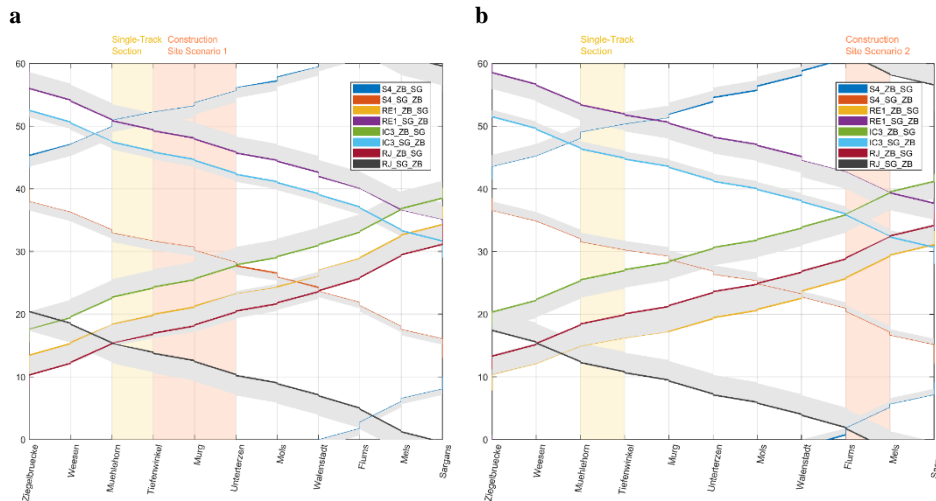 a
Single-Track Construction
Section Site Scenario 1
60
50
40
30
20
10
0
S4_ZB_SG
S4_SG_ZB
RE1_ZB_SG
RE1_SG_ZB
IC3_ZB_SG
IC3_SG_ZB
RJ_ZB_SG
RJ_SG_ZB
Ziegelbruecke
Weesen
Muehlehorn
Tiefenwinkel
Murg
Unterterzen
Mols
Walenstadt
Flums
Mels
Sargans
b
Single-Track Construction
Section Site Scenario 2
60
50
40
30
20
10
0
S4_ZB_SG
S4_SG_ZB
RE1_ZB_SG
RE1_SG_ZB
IC3_ZB_SG
IC3_SG_ZB
RJ_ZB_SG
RJ_SG_ZB
Ziegelbruecke
Weesen
Muehlehorn
Tiefenwinkel
Murg
Unterterzen
Mols
Walenstadt
Flums
Mels